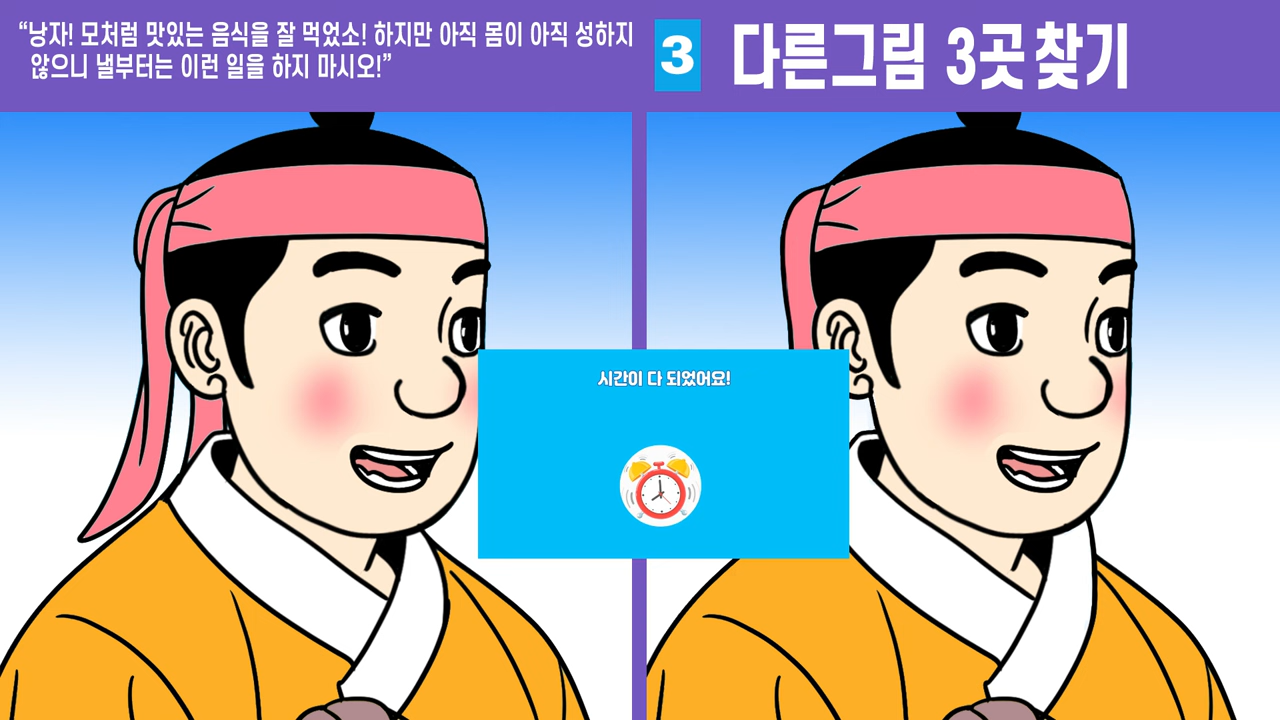 “낭자! 모처럼 맛있는 음식을 잘 먹었소! 하지만 아직 몸이 아직 성하지
않으니 낼부터는 이런 일을 하지 마시오!”
3 다른그림 3곳 찾기
시간이 다 되었어요!